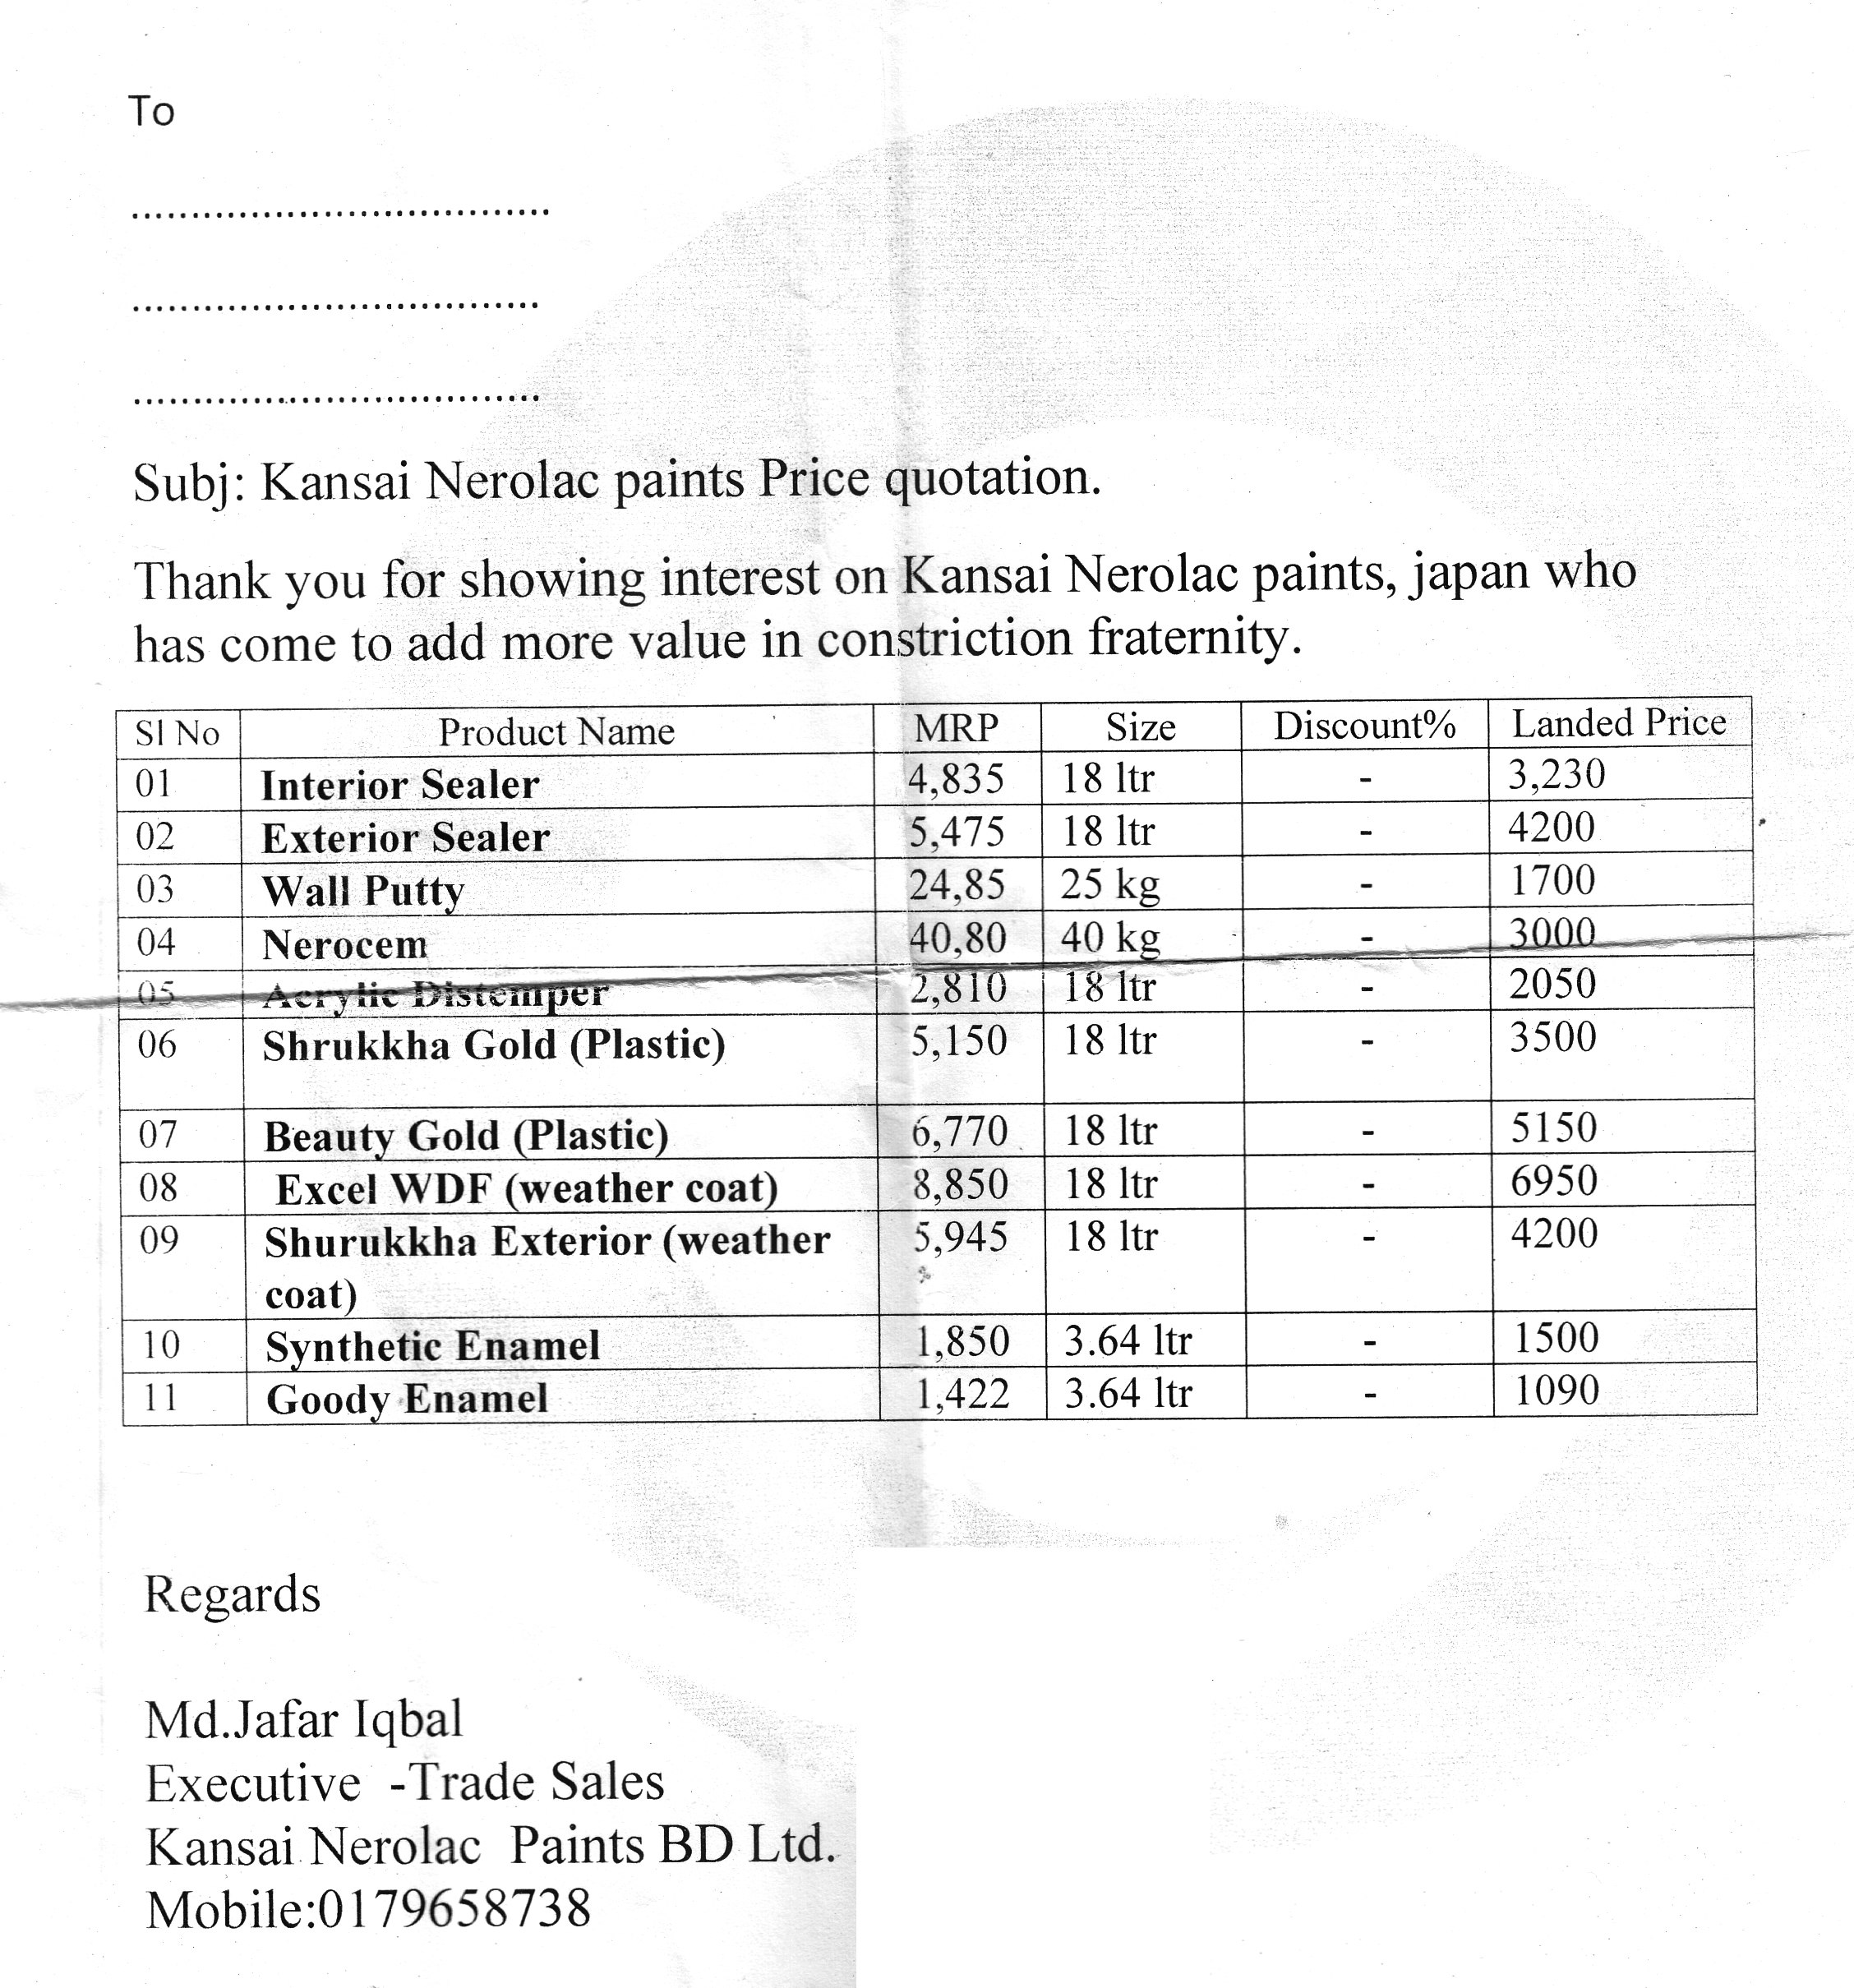 To
....................................
...................................
...................................
Subj: Kansai Nerolac paints Price quotation.
Thank you for showing interest on Kansai Nerolac paints, japan who
has come to add more value in constriction fraternity.
Sl No Product Name MRP Size Discount% Landed Price
01 Interior Sealer 4,835 18 ltr - 3,230
02 Exterior Sealer 5,475 18 ltr - 4200
03 Wall Putty 24,85 25 kg - 1700
04 Nerocem 40,80 40 kg - 3000
05 Acrylic Distemper 2,810 18 ltr - 2050
06 Shrukkha Gold (Plastic) 5,150 18 ltr - 3500
07 Beauty Gold (Plastic) 6,770 18 ltr - 5150
08 Excel WDF (weather coat) 8,850 18 ltr - 6950
09 Shurukkha Exterior (weather 5,945 18 ltr - 4200
coat)
10 Synthetic Enamel 1,850 3.64 ltr - 1500
11 Goody Enamel 1,422 3.64 ltr - 1090
Regards
Md.Jafar Iqbal
Executive -Trade Sales
Kansai Nerolac Paints BD Ltd.
Mobile:0179658738